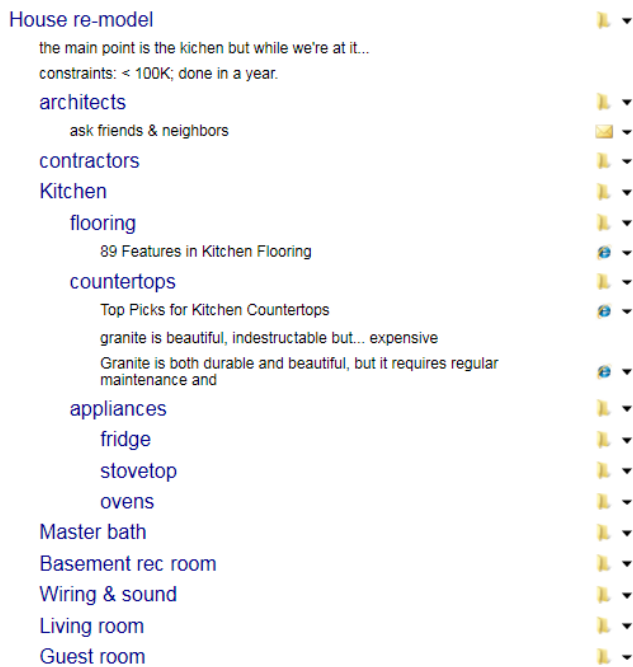 House re-model
the main point is the kichen but while we're at it...
constraints: < 100K; done in a year.
architects
ask friends & neighbors
contractors
Kitchen
flooring
89 Features in Kitchen Flooring
countertops
Top Picks for Kitchen Countertops
granite is beautiful, indestructable but... expensive
Granite is both durable and beautiful, but it requires regular
maintenance and
appliances
fridge
stovetop
ovens
Master bath
Basement rec room
Wiring & sound
Living room
Guest room